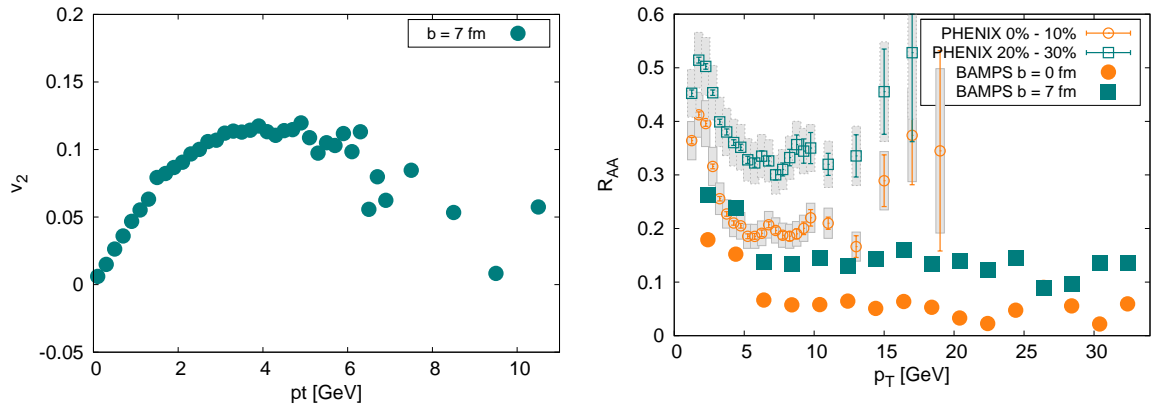 b = 7 fm
0.2
0.15
0.1
0.05
0
-0.05
v2
0
2
4
6
8
10
pt [GeV]
PHENIX 0% - 10%
PHENIX 20% - 30%
BAMPS b = 0 fm
BAMPS b = 7 fm
0.6
0.5
0.4
0.3
0.2
0.1
0
RAA
0
5
10
15
20
25
30
pT [GeV]